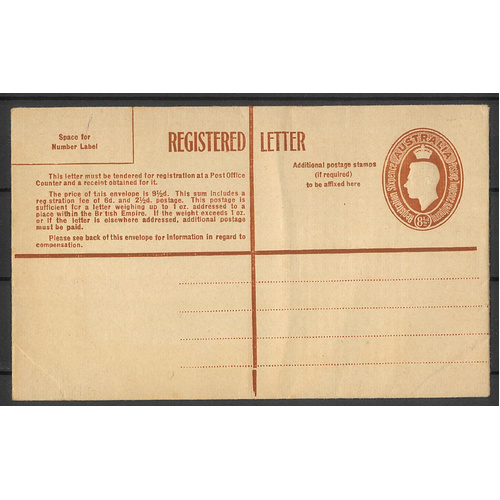 Space for
Number Label
REGISTERED LETTER
This letter must be tendered for registration at a Post Office
Counter and a receipt obtained for it.
The price of this envelope is 9½d. This sum includes a
registration fee of 6d. and 2½d. postage. This postage is
sufficient for a letter weighing up to 1 oz. addressed to a
place within the British Empire. If the weight exceeds 1 oz.
or if the letter is elsewhere addressed, additional postage
must be paid.
Please see back of this envelope for information in regard to
compensation.
Additional postage stamps
(if required)
to be affixed here
AUSTRALIA
Registration Sixpence
8½